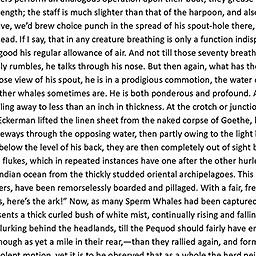 ength; the staff is much slighter than that of the harpoon, and also
ve, we'd brew choice punch in the spread of his spout-hole there,
ead. If I say, that in any creature breathing is only a function indisp
good his regular allowance of air. And not till those seventy breath
ly rumbles, he talks through his nose. But then again, what has the
ose view of his spout, he is in a prodigious commotion, the water c
ther whales sometimes are. He is both ponderous and profound. A
ling away to less than an inch in thickness. At the crotch or junctio
Eckerman lifted the linen sheet from the naked corpse of Goethe, h
eways through the opposing water, then partly owing to the light i
below the level of his back, they are then completely out of sight b
flukes, which in repeated instances have one after the other hurle
ndian ocean from the thickly studded oriental archipelagoes. This
ers, have been remorselessly boarded and pillaged. With a fair, fre
s, here's the ark!" Now, as many Sperm Whales had been captured
sents a thick curled bush of white mist, continually rising and fallin
lurking behind the headlands, till the Pequod should fairly have en
hough as yet a mile in their rear,—than they rallied again, and form